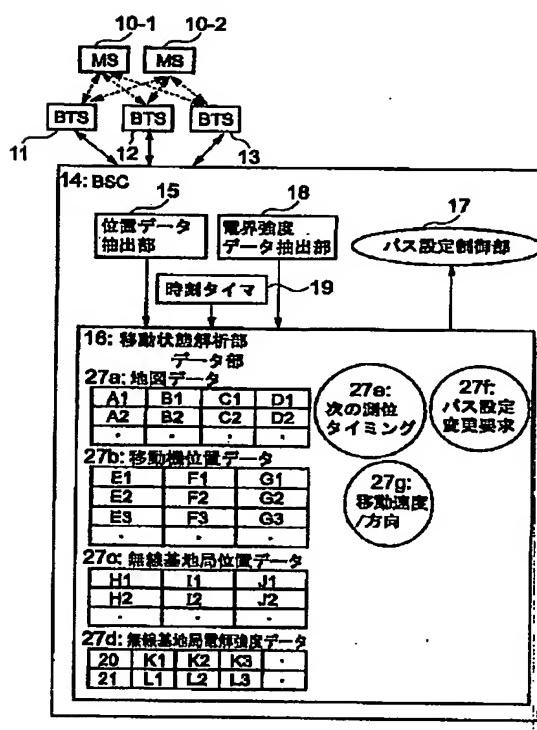 10-1 10-2
MS MS
BTS BTS BTS
11 12 13
14: BSC
15 18 17
位置データ
抽出部
電界強度
データ抽出部
パス設定制御部
時刻タイマ 19
16: 移動状態解析部
データ部
27a: 地図データ
A1 B1 C1 D1
A2 B2 C2 D2
・ ・ ・ ・
27e:
次の測位
タイミング
27f:
パス設定
変更要求
27b: 移動機位置データ
E1 F1 G1
E2 F2 G2
E3 F3 G3
・ ・ ・
27g:
移動速度
/方向
27c: 無線基地局位置データ
H1 I1 J1
H2 I2 J2
・ ・ ・
27d: 無線基地局電解強度データ
20 K1 K2 K3 ・
21 L1 L2 L3 ・